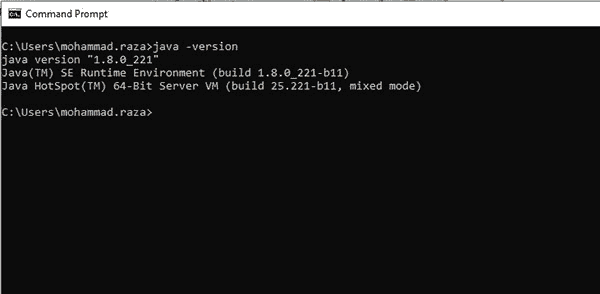 Command Prompt
C:\Users\mohammad.raza>java -version
java version "1.8.0_221"
Java(TM) SE Runtime Environment (build 1.8.0_221-b11)
Java HotSpot(TM) 64-Bit Server VM (build 25.221-b11, mixed mode)
C:\Users\mohammad.raza>